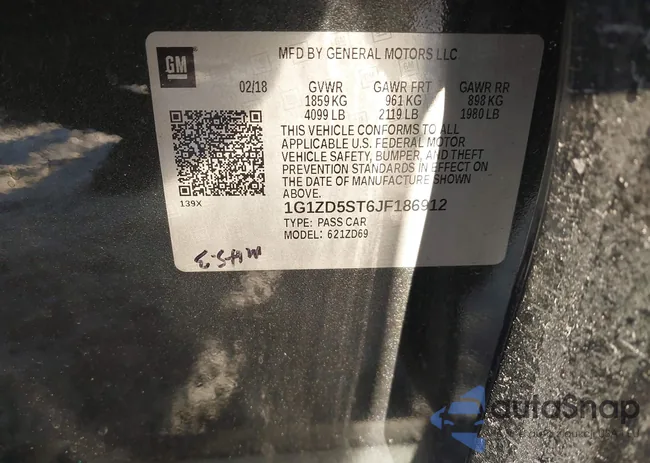 GM
MFD BY GENERAL MOTORS LLC
02/18 GVWR GAWR FRT GAWR RR
1859 KG 961 KG 898 KG
4099 LB 2119 LB 1980 LB
THIS VEHICLE CONFORMS TO ALL
APPLICABLE U.S. FEDERAL MOTOR
VEHICLE SAFETY, BUMPER, AND THEFT
PREVENTION STANDARDS IN EFFECT ON
THE DATE OF MANUFACTURE SHOWN
ABOVE.
139X
1G1ZD5ST6JF186912
TYPE: PASS CAR
MODEL: 621ZD69
autoSnap